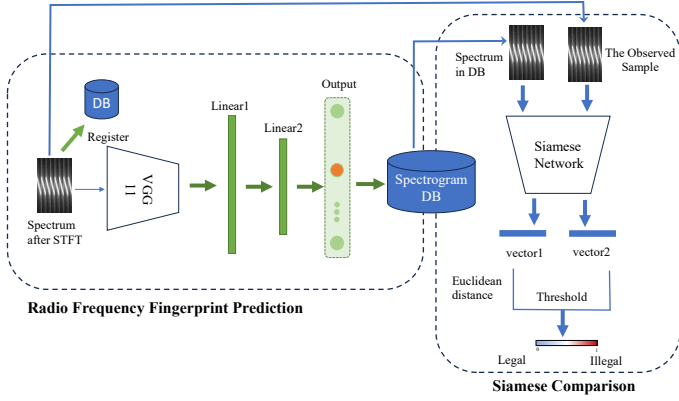 Spectrum
in DB
The Observed
Sample
Output
DB
Linear1
Register
Linear2
VGG
11
Siamese
Network
Spectrogram
DB
Spectrum
after STFT
vector1
vector2
Euclidean
distance
Threshold
Radio Frequency Fingerprint Prediction
0
1
Legal
Illegal
Siamese Comparison